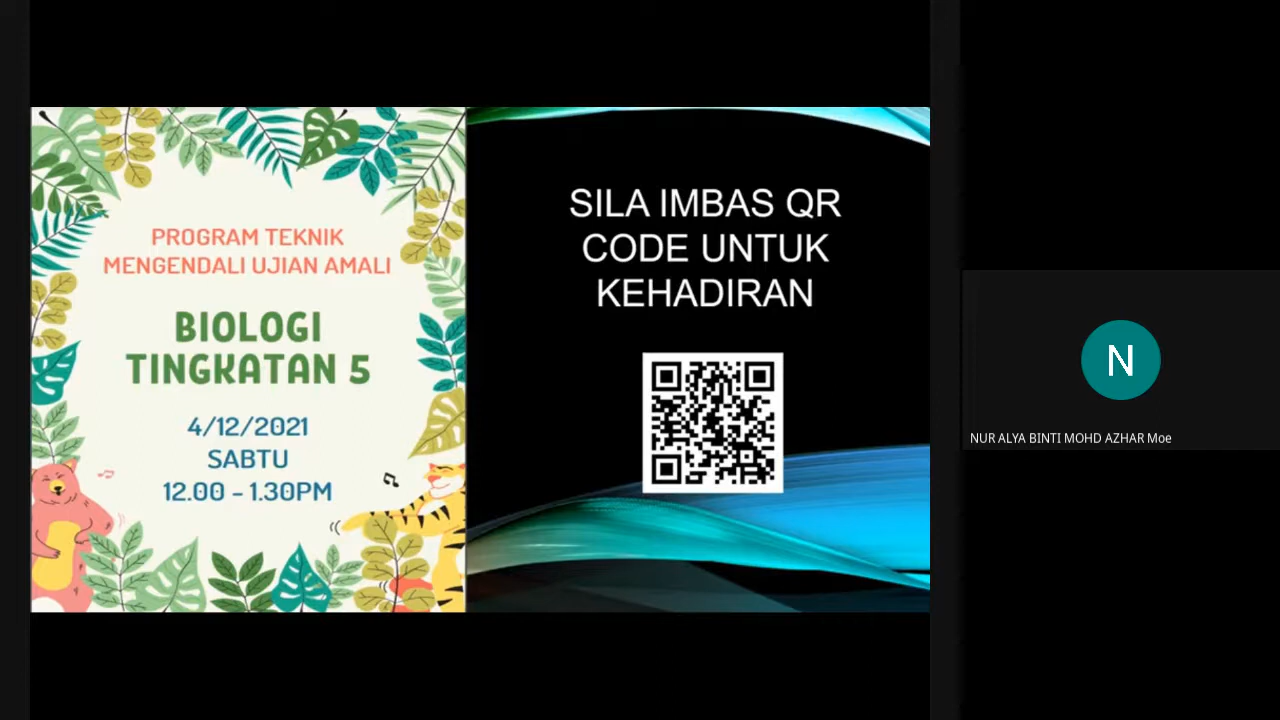 PROGRAM TEKNIK
MENGENDALI UJIAN AMALI
BIOLOGI
TINGKATAN 5
4/12/2021
SABTU
12.00 - 1.30PM
SILA IMBAS QR
CODE UNTUK
KEHADIRAN
N
NUR ALYA BINTI MOHD AZHAR Moe